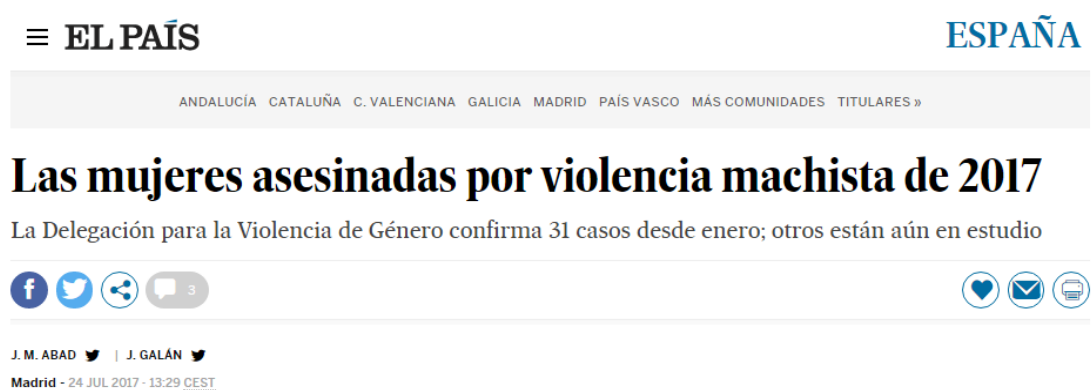 EL PAÍS
ESPAÑA
ANDALUCÍA CATALUÑA C. VALENCIANA GALICIA MADRID PAÍS VASCO MÁS COMUNIDADES TITULARES »
Las mujeres asesinadas por violencia machista de 2017
La Delegación para la Violencia de Género confirma 31 casos desde enero; otros están aún en estudio
3
J. M. ABAD | J. GALÁN
Madrid - 24 JUL 2017 - 13:29 CEST